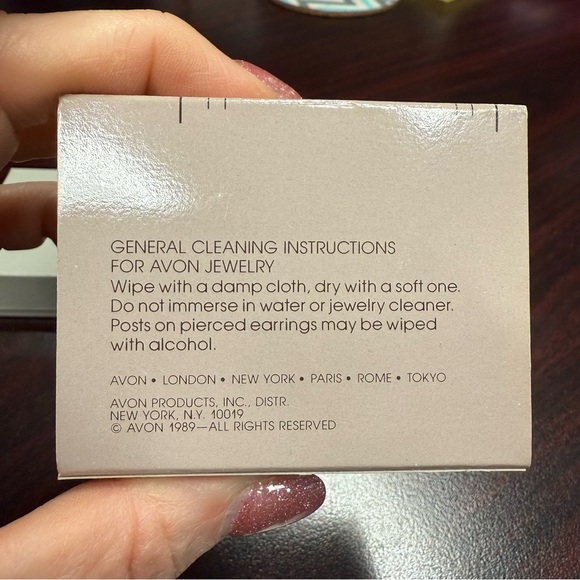 GENERAL CLEANING INSTRUCTIONS
FOR AVON JEWELRY
Wipe with a damp cloth, dry with a soft one.
Do not immerse in water or jewelry cleaner.
Posts on pierced earrings may be wiped
with alcohol.
AVON • LONDON • NEW YORK • PARIS • ROME • TOKYO
AVON PRODUCTS, INC., DISTR.
NEW YORK, N.Y. 10019
© AVON 1989—ALL RIGHTS RESERVED